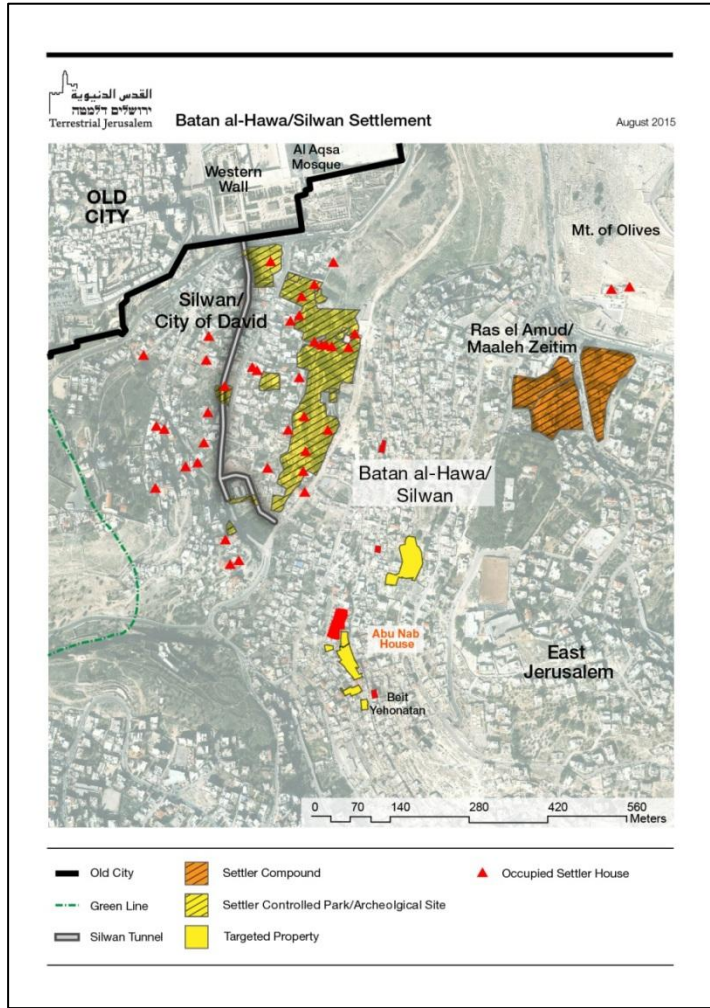 القدس الدنيوية
ירושלים דלמטה
Terrestrial Jerusalem
Batan al-Hawa/Silwan Settlement
August 2015
Al Aqsa
Mosque
Western
Wall
OLD
CITY
Mt. of Olives
Silwan/
City of David
Ras el Amud/
Maaleh Zeitim
Batan al-Hawa/
Silwan
Abu Nab
House
East
Jerusalem
Beit
Yehonatan
0 70 140 280 420 560
Meters
Old City
Settler Compound
Occupied Settler House
Green Line
Settler Controlled Park/Archeolgical Site
Silwan Tunnel
Targeted Property